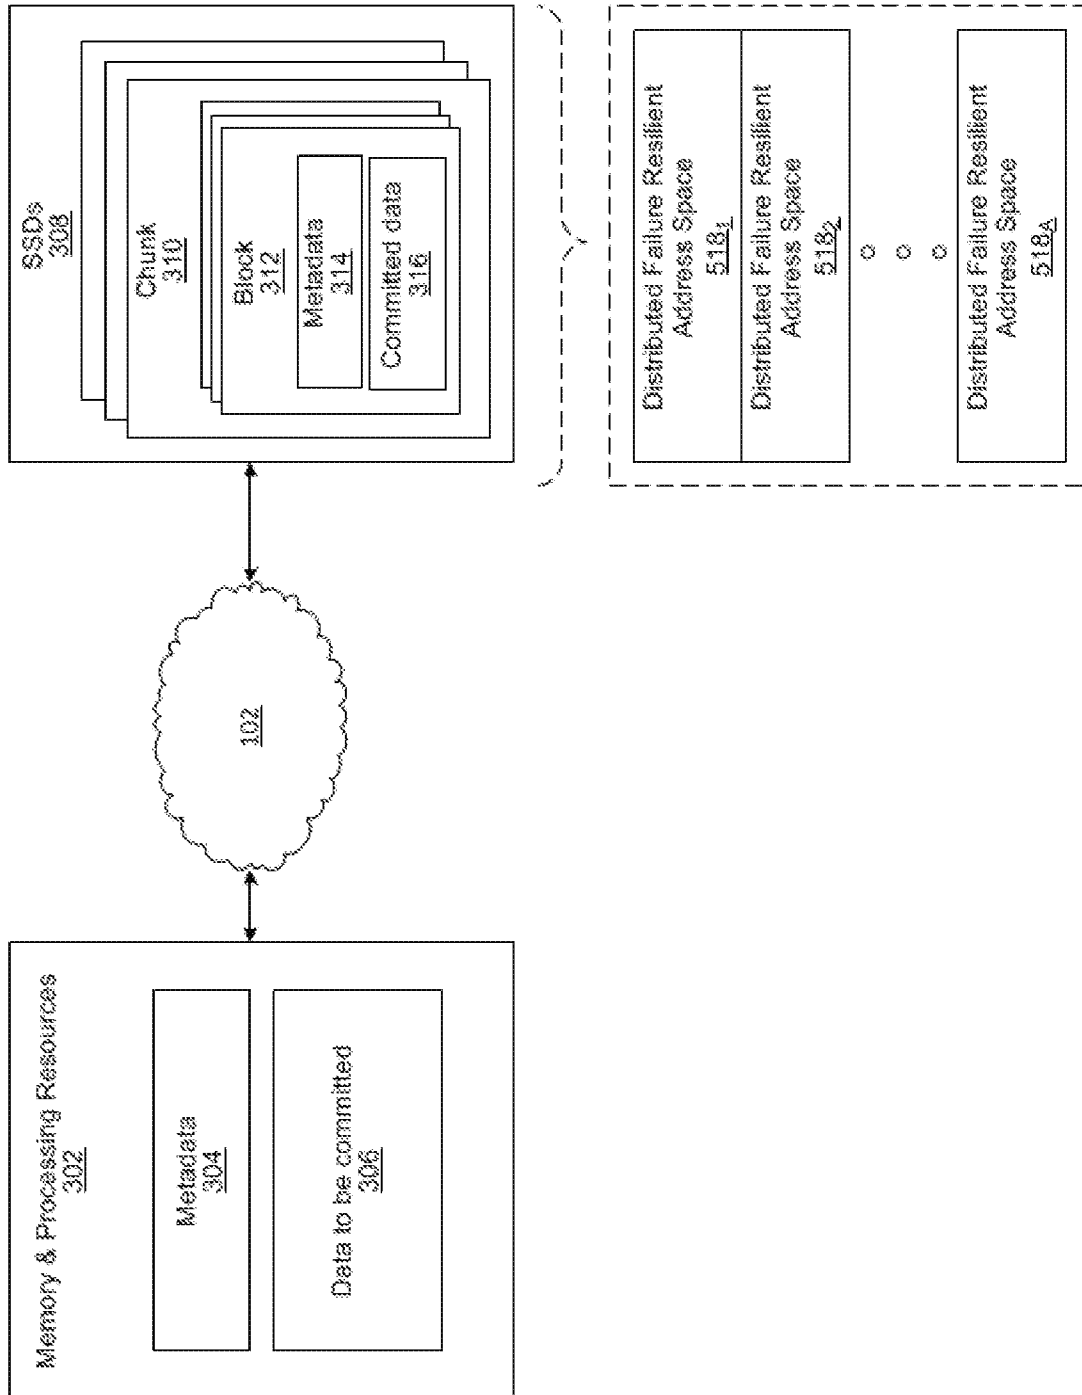 Memory & Processing Resources
302
Metadata
304
Data to be committed
306
102
SSDs
308
Chunk
310
Block
312
Metadata
314
Committed data
316
Distributed Failure Resilient
Address Space
518₁
Distributed Failure Resilient
Address Space
518₂
Distributed Failure Resilient
Address Space
518A